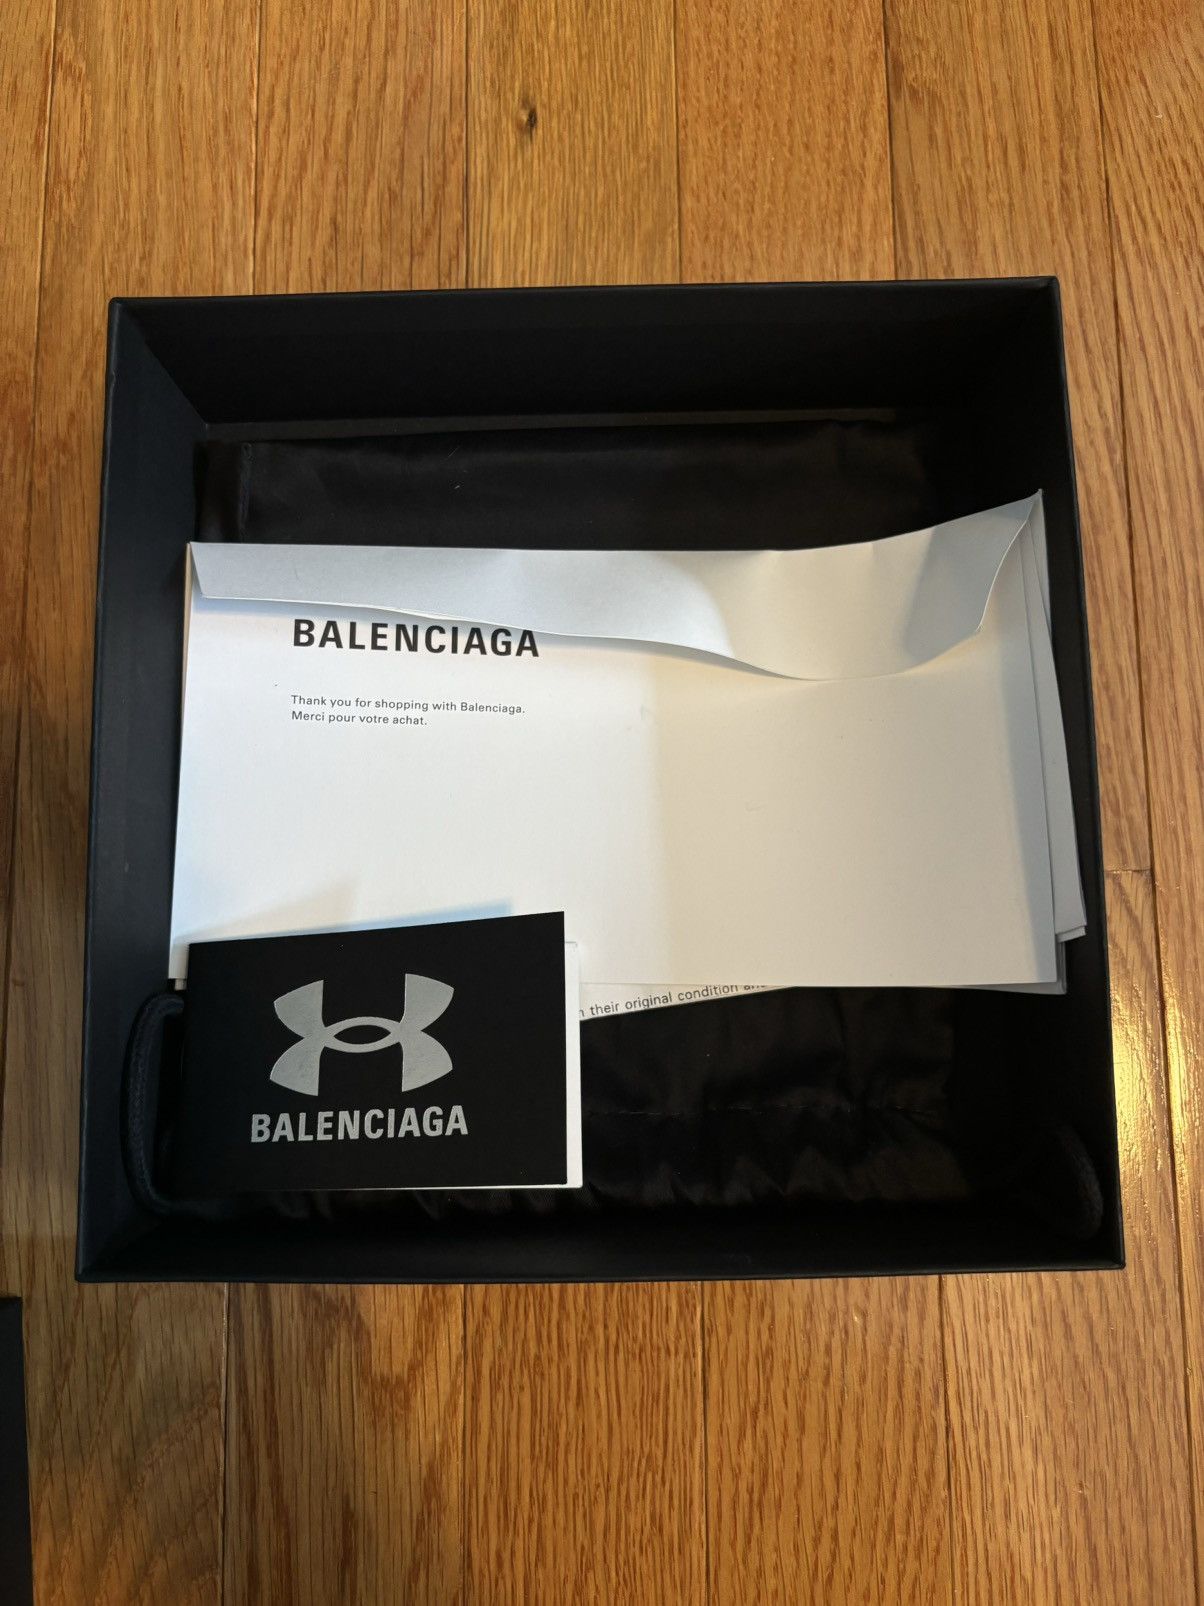 BALENCIAGA
Thank you for shopping with Balenciaga.
Merci pour votre achat.
their original condition
BALENCIAGA